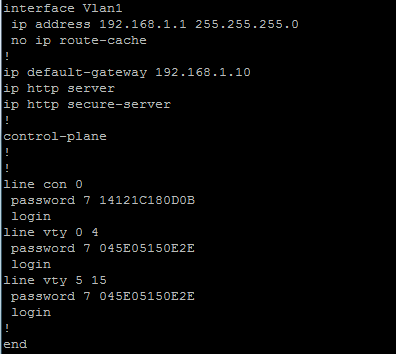 interface Vlan1
 ip address 192.168.1.1 255.255.255.0
 no ip route-cache
!
ip default-gateway 192.168.1.10
ip http server
ip http secure-server
!
control-plane
!
!
line con 0
 password 7 14121C180D0B
 login
line vty 0 4
 password 7 045E05150E2E
 login
line vty 5 15
 password 7 045E05150E2E
 login
!
end